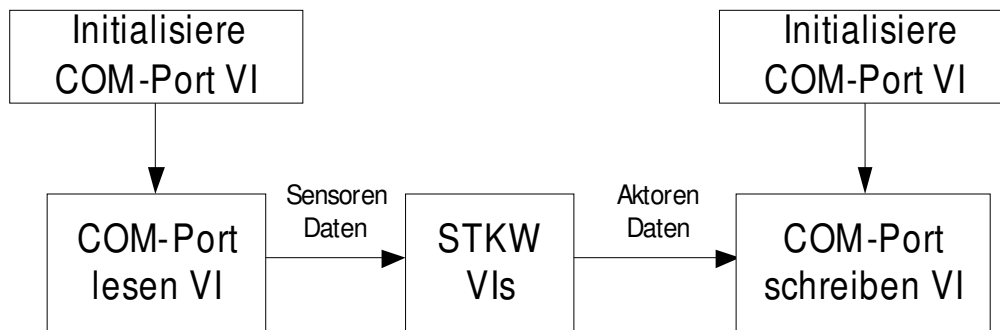 Initialisiere
COM-Port VI
Initialisiere
COM-Port VI
COM-Port
lesen VI
Sensoren
Daten
STKW
VIs
Aktoren
Daten
COM-Port
schreiben VI